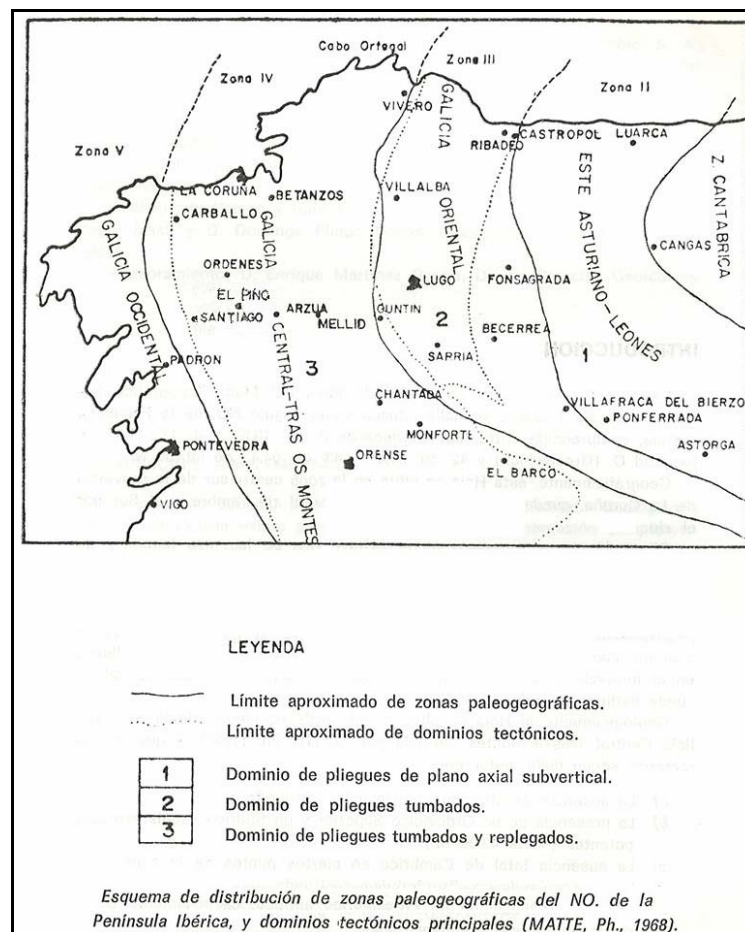 Cabo Ortegal
Zona III
Zona IV
Zona II
Zona V
VIVERO
GALICIA
ORIENTAL
RIBADEO
CASTROPOL
LUARCA
Z. CANTABRICA
ESTE ASTURIANO-LEONES
LA CORUÑA
BETANZOS
VILLALBA
CARBALLO
GALICIA
CENTRAL-TRAS OS MONTES
GALICIA OCCIDENTAL
CANGAS
ORDENES
LUGO
FONSAGRADA
EL PINO
ARZUA
SANTIAGO
MELLID
GUNTIN
2
BECERREA
SARRIA
1
PADRON
3
CHANTADA
VILLAFRACA DEL BIERZO
PONFERRADA
MONFORTE
PONTEVEDRA
ORENSE
EL BARCO
ASTORGA
VIGO
INTRODUCCION
LEYENDA
Límite aproximado de zonas paleogeográficas.
Límite aproximado de dominios tectónicos.
1 Dominio de pliegues de plano axial subvertical.
2 Dominio de pliegues tumbados.
3 Dominio de pliegues tumbados y replegados.
Esquema de distribución de zonas paleogeográficas del NO. de la
Península Ibérica, y dominios tectónicos principales (MATTE, Ph., 1968).